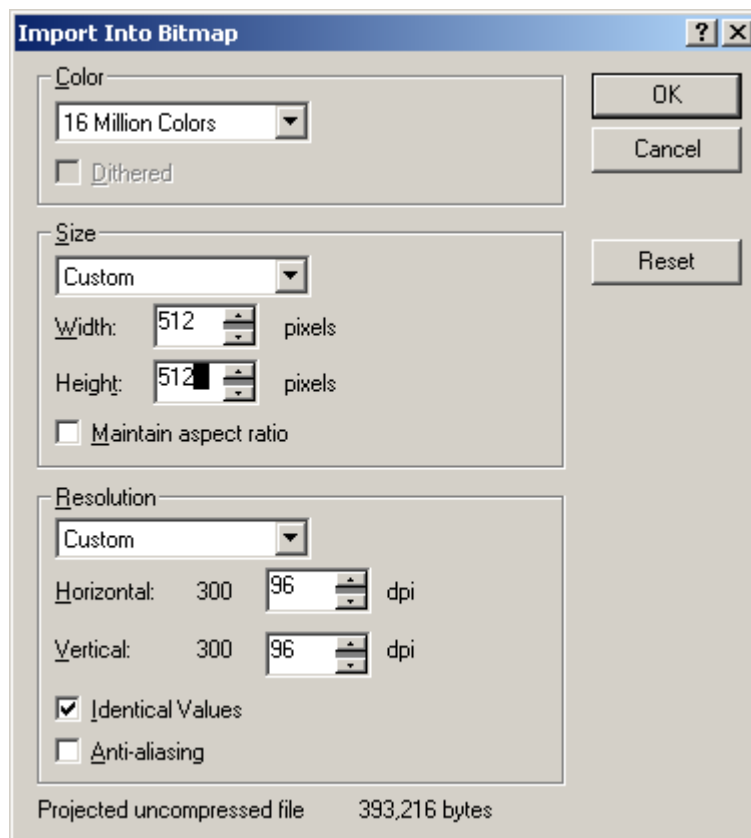 Import Into Bitmap
Color
16 Million Colors
Dithered
OK
Cancel
Size
Custom
Reset
Width: 512 pixels
Height: 512 pixels
Maintain aspect ratio
Resolution
Custom
Horizontal: 300 96 dpi
Vertical: 300 96 dpi
Identical Values
Anti-aliasing
Projected uncompressed file 393,216 bytes